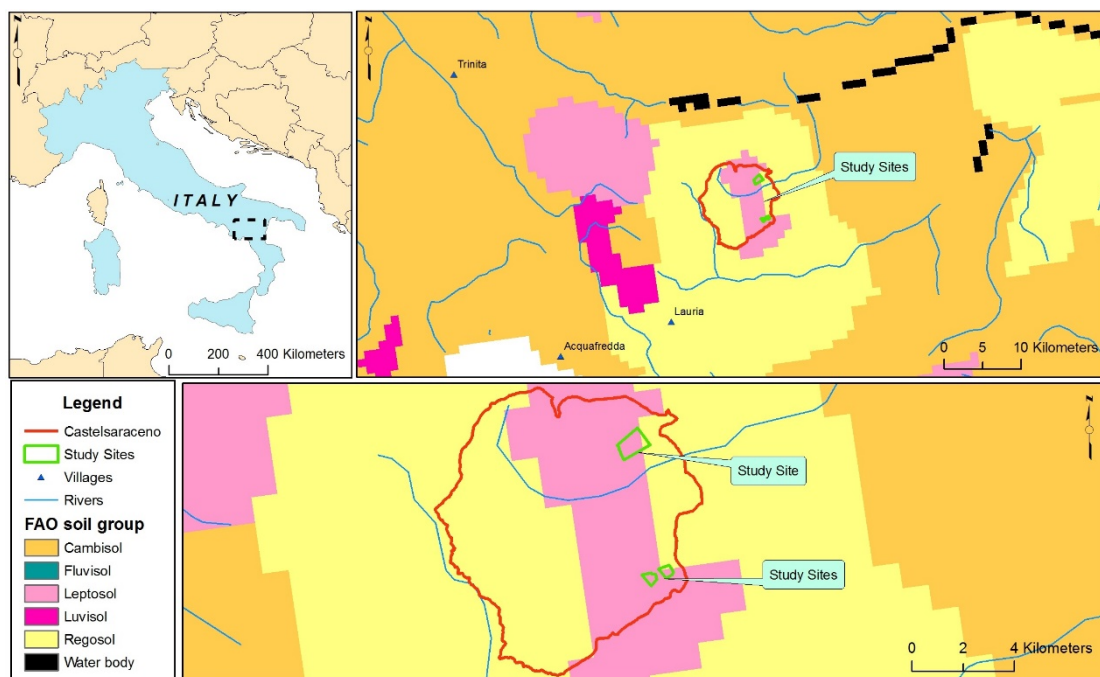 N
ITALY
0 200 400 Kilometers
N
Trinita
Study Sites
Lauria
Acquafredda
0 5 10 Kilometers
Legend
Castelsaraceno
Study Sites
Villages
Rivers
FAO soil group
Cambisol
Fluvisol
Leptosol
Luvisol
Regosol
Water body
N
Study Site
Study Sites
0 2 4 Kilometers